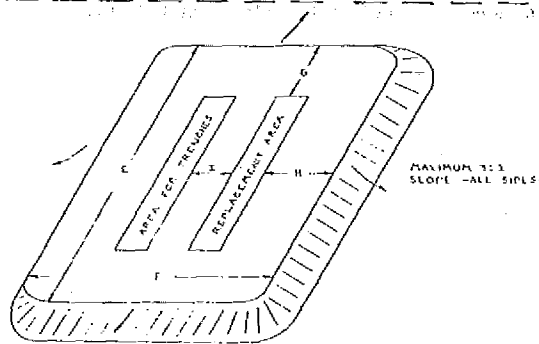 G
AREA FOR TRENCHES
REPLACEMENT AREA
E
I
H
MAXIMUM 3:1
SLOPE -ALL SIDES
F